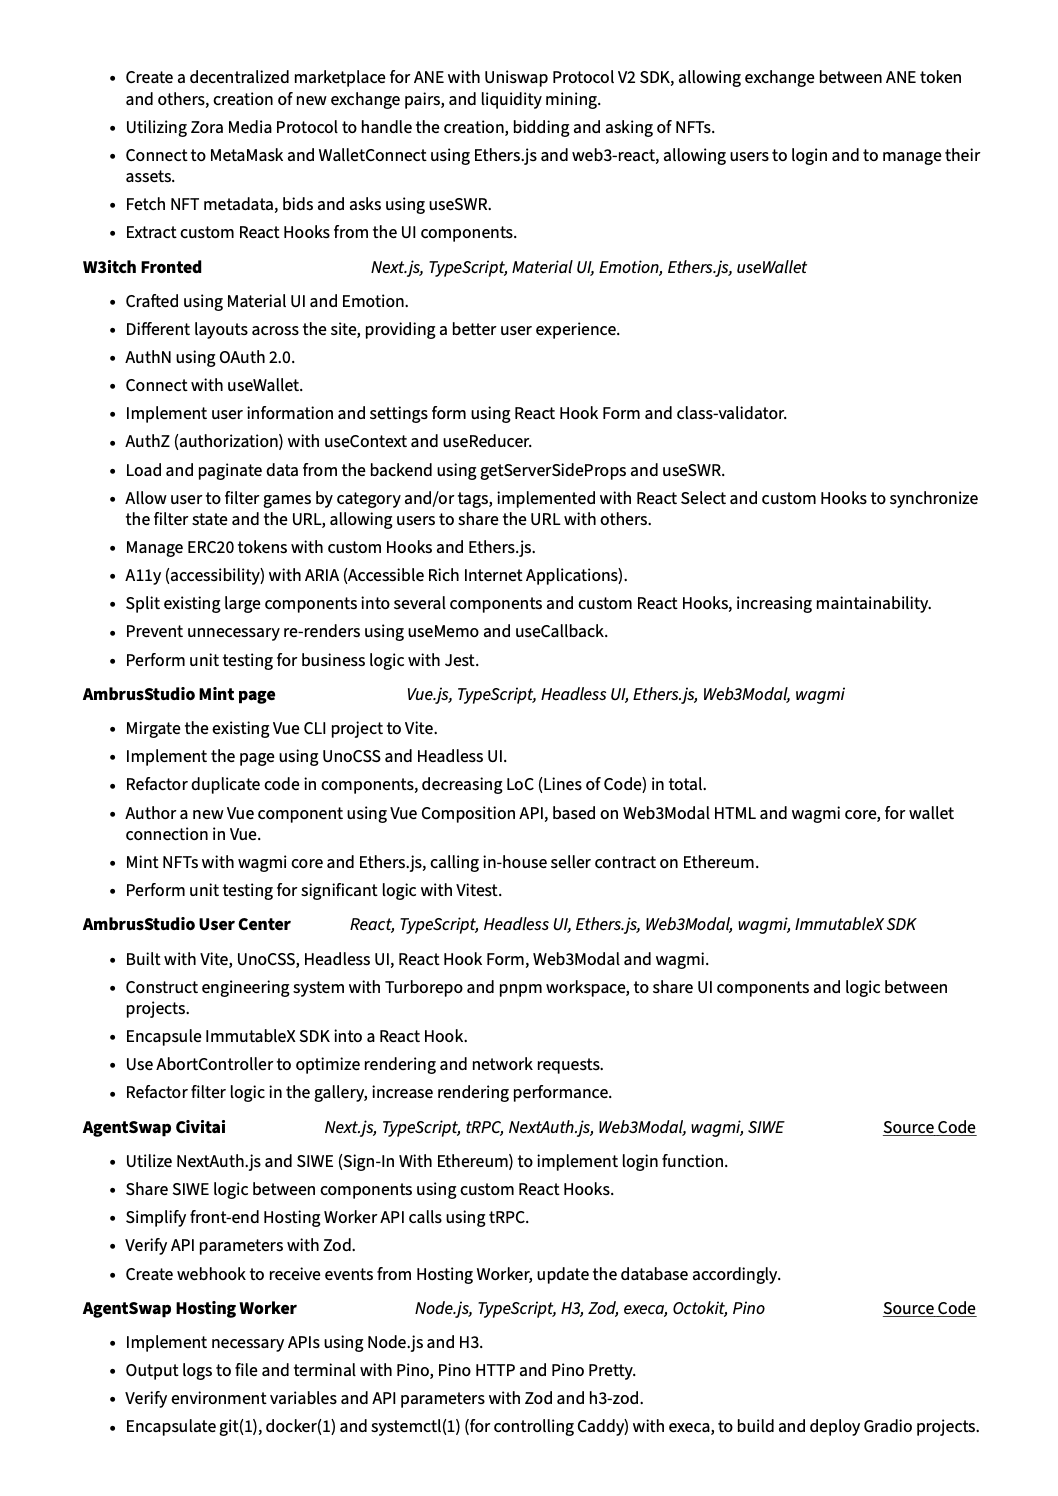 • Create a decentralized marketplace for ANE with Uniswap Protocol V2 SDK, allowing exchange between ANE token
and others, creation of new exchange pairs, and liquidity mining.
• Utilizing Zora Media Protocol to handle the creation, bidding and asking of NFTs.
• Connect to MetaMask and WalletConnect using Ethers.js and web3-react, allowing users to login and to manage their
assets.
• Fetch NFT metadata, bids and asks using useSWR.
• Extract custom React Hooks from the UI components.
W3itch Fronted Next.js, TypeScript, Material UI, Emotion, Ethers.js, useWallet
• Crafted using Material UI and Emotion.
• Different layouts across the site, providing a better user experience.
• AuthN using OAuth 2.0.
• Connect with useWallet.
• Implement user information and settings form using React Hook Form and class-validator.
• AuthZ (authorization) with useContext and useReducer.
• Load and paginate data from the backend using getServerSideProps and useSWR.
• Allow user to filter games by category and/or tags, implemented with React Select and custom Hooks to synchronize
the filter state and the URL, allowing users to share the URL with others.
• Manage ERC20 tokens with custom Hooks and Ethers.js.
• A11y (accessibility) with ARIA (Accessible Rich Internet Applications).
• Split existing large components into several components and custom React Hooks, increasing maintainability.
• Prevent unnecessary re-renders using useMemo and useCallback.
• Perform unit testing for business logic with Jest.
AmbrusStudio Mint page Vue.js, TypeScript, Headless UI, Ethers.js, Web3Modal, wagmi
• Mirgate the existing Vue CLI project to Vite.
• Implement the page using UnoCSS and Headless UI.
• Refactor duplicate code in components, decreasing LoC (Lines of Code) in total.
• Author a new Vue component using Vue Composition API, based on Web3Modal HTML and wagmi core, for wallet
connection in Vue.
• Mint NFTs with wagmi core and Ethers.js, calling in-house seller contract on Ethereum.
• Perform unit testing for significant logic with Vitest.
AmbrusStudio User Center React, TypeScript, Headless UI, Ethers.js, Web3Modal, wagmi, ImmutableX SDK
• Built with Vite, UnoCSS, Headless UI, React Hook Form, Web3Modal and wagmi.
• Construct engineering system with Turborepo and pnpm workspace, to share UI components and logic between
projects.
• Encapsule ImmutableX SDK into a React Hook.
• Use AbortController to optimize rendering and network requests.
• Refactor filter logic in the gallery, increase rendering performance.
AgentSwap Civitai Next.js, TypeScript, tRPC, NextAuth.js, Web3Modal, wagmi, SIWE Source Code
• Utilize NextAuth.js and SIWE (Sign-In With Ethereum) to implement login function.
• Share SIWE logic between components using custom React Hooks.
• Simplify front-end Hosting Worker API calls using tRPC.
• Verify API parameters with Zod.
• Create webhook to receive events from Hosting Worker, update the database accordingly.
AgentSwap Hosting Worker Node.js, TypeScript, H3, Zod, execa, Octokit, Pino Source Code
• Implement necessary APIs using Node.js and H3.
• Output logs to file and terminal with Pino, Pino HTTP and Pino Pretty.
• Verify environment variables and API parameters with Zod and h3-zod.
• Encapsulate git(1), docker(1) and systemctl(1) (for controlling Caddy) with execa, to build and deploy Gradio projects.